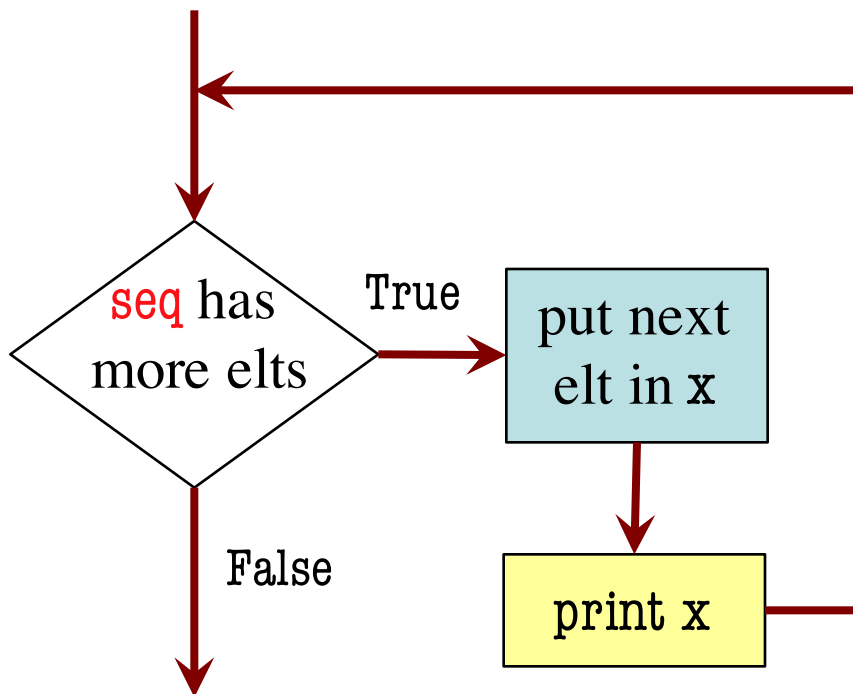 seq has
more elts
True
put next
elt in x
False
print x